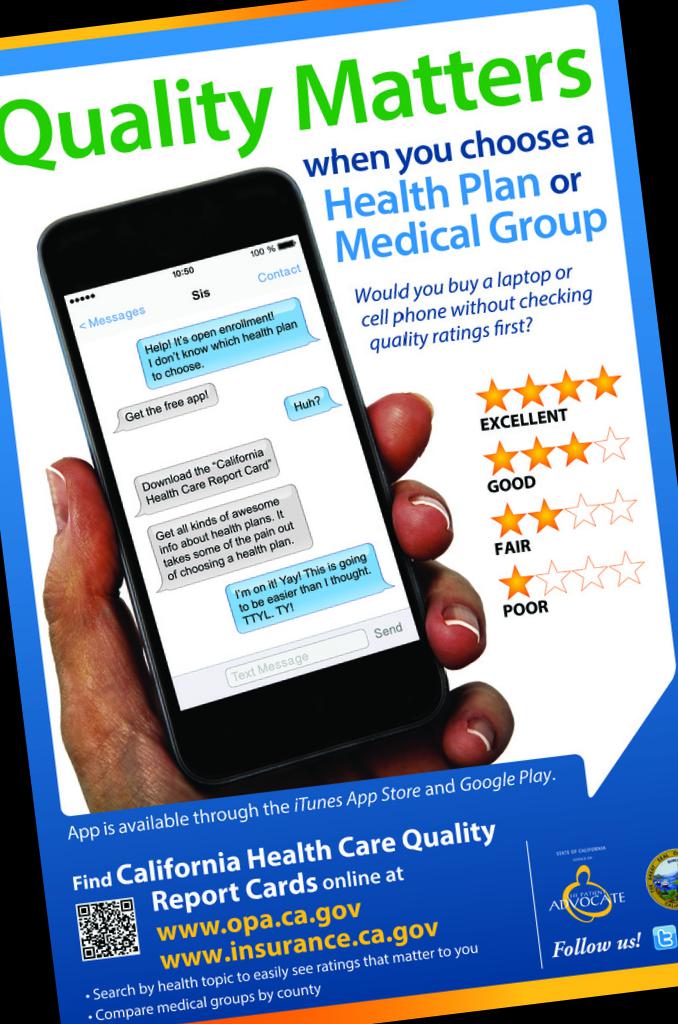 Quality Matters
when you choose a
Health Plan or
Medical Group
Would you buy a laptop or
cell phone without checking
quality ratings first?
10:50
100 %
< Messages
Sis
Contact
Help! It's open enrollment!
I don't know which health plan
to choose.
Get the free app!
Huh?
Download the "California
Health Care Report Card"
Get all kinds of awesome
info about health plans. It
takes some of the pain out
of choosing a health plan.
I'm on it! Yay! This is going
to be easier than I thought.
TTYL. TY!
Text Message
Send
EXCELLENT
GOOD
FAIR
POOR
App is available through the iTunes App Store and Google Play.
Find California Health Care Quality
Report Cards online at
www.opa.ca.gov
www.insurance.ca.gov
• Search by health topic to easily see ratings that matter to you
• Compare medical groups by county
STATE OF CALIFORNIA
ADVOCATE
Follow us!